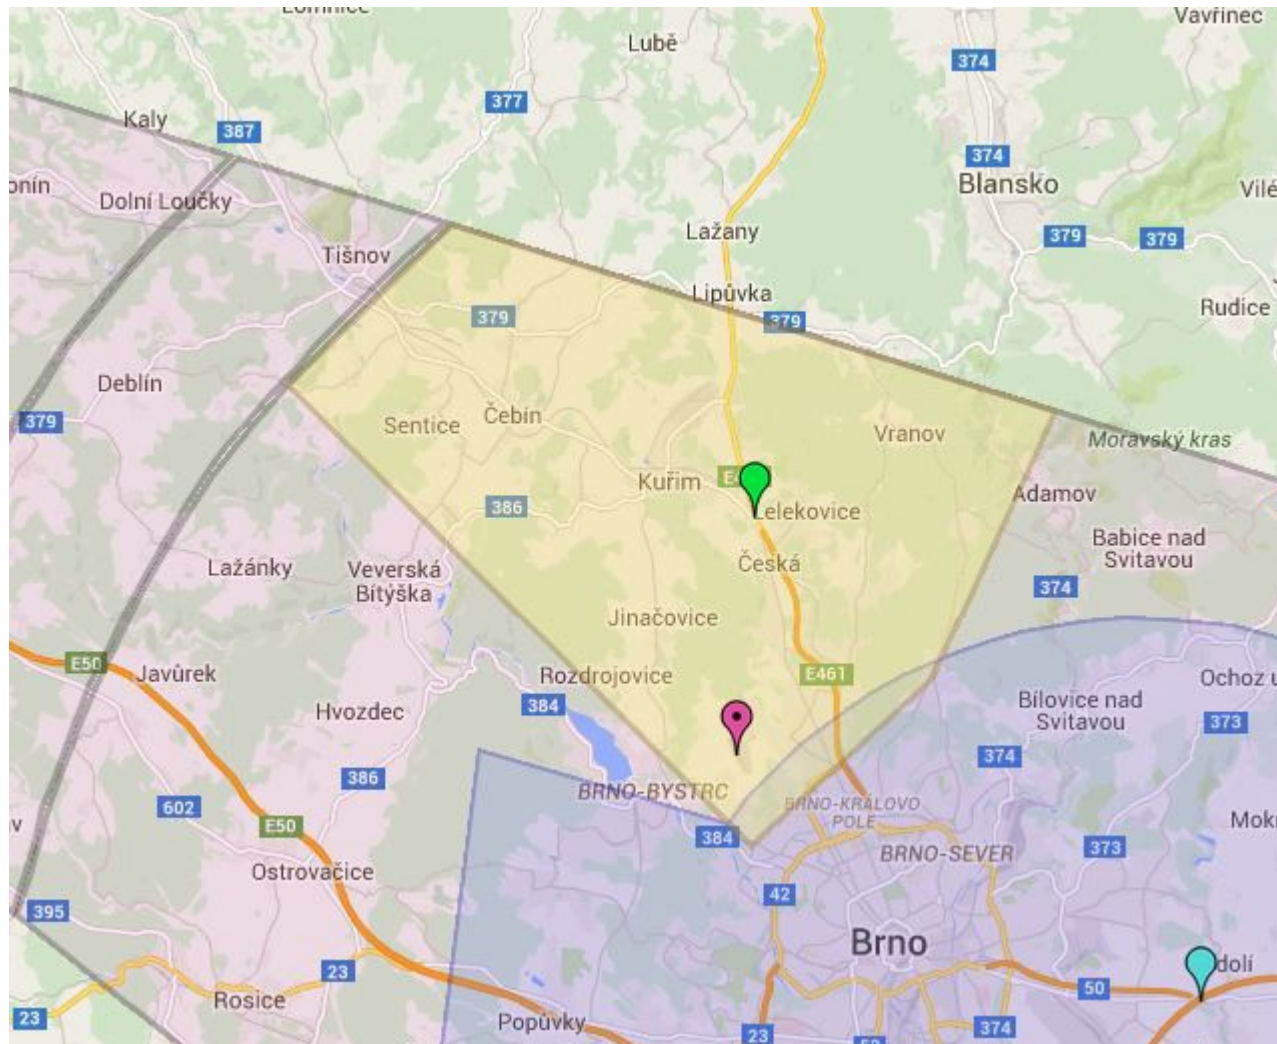 Lomnice
Vavřinec
Lubě
374
377
Kaly
387
374
Blansko
Dolní Loučky
Lažany
379
379
Tišnov
Lipůvka
Rudice
379
379
Deblín
379
Sentice
Čebín
Vranov
Moravský kras
Kuřim
Adamov
386
Lelekovice
Babice nad
Svitavou
Česká
Lažánky
Veverská
Bítýška
374
Jinačovice
E50
Javůrek
Rozdrojovice
E461
Ochoz u
Hvozdec
384
Bílovice nad
Svitavou
373
374
386
BRNO-BYSTRC
602
BRNO-KRÁLOVO
POLE
E50
384
373
BRNO-SEVER
Ostrovačice
42
395
Brno
23
50
Rosice
23
Popůvky
23
374